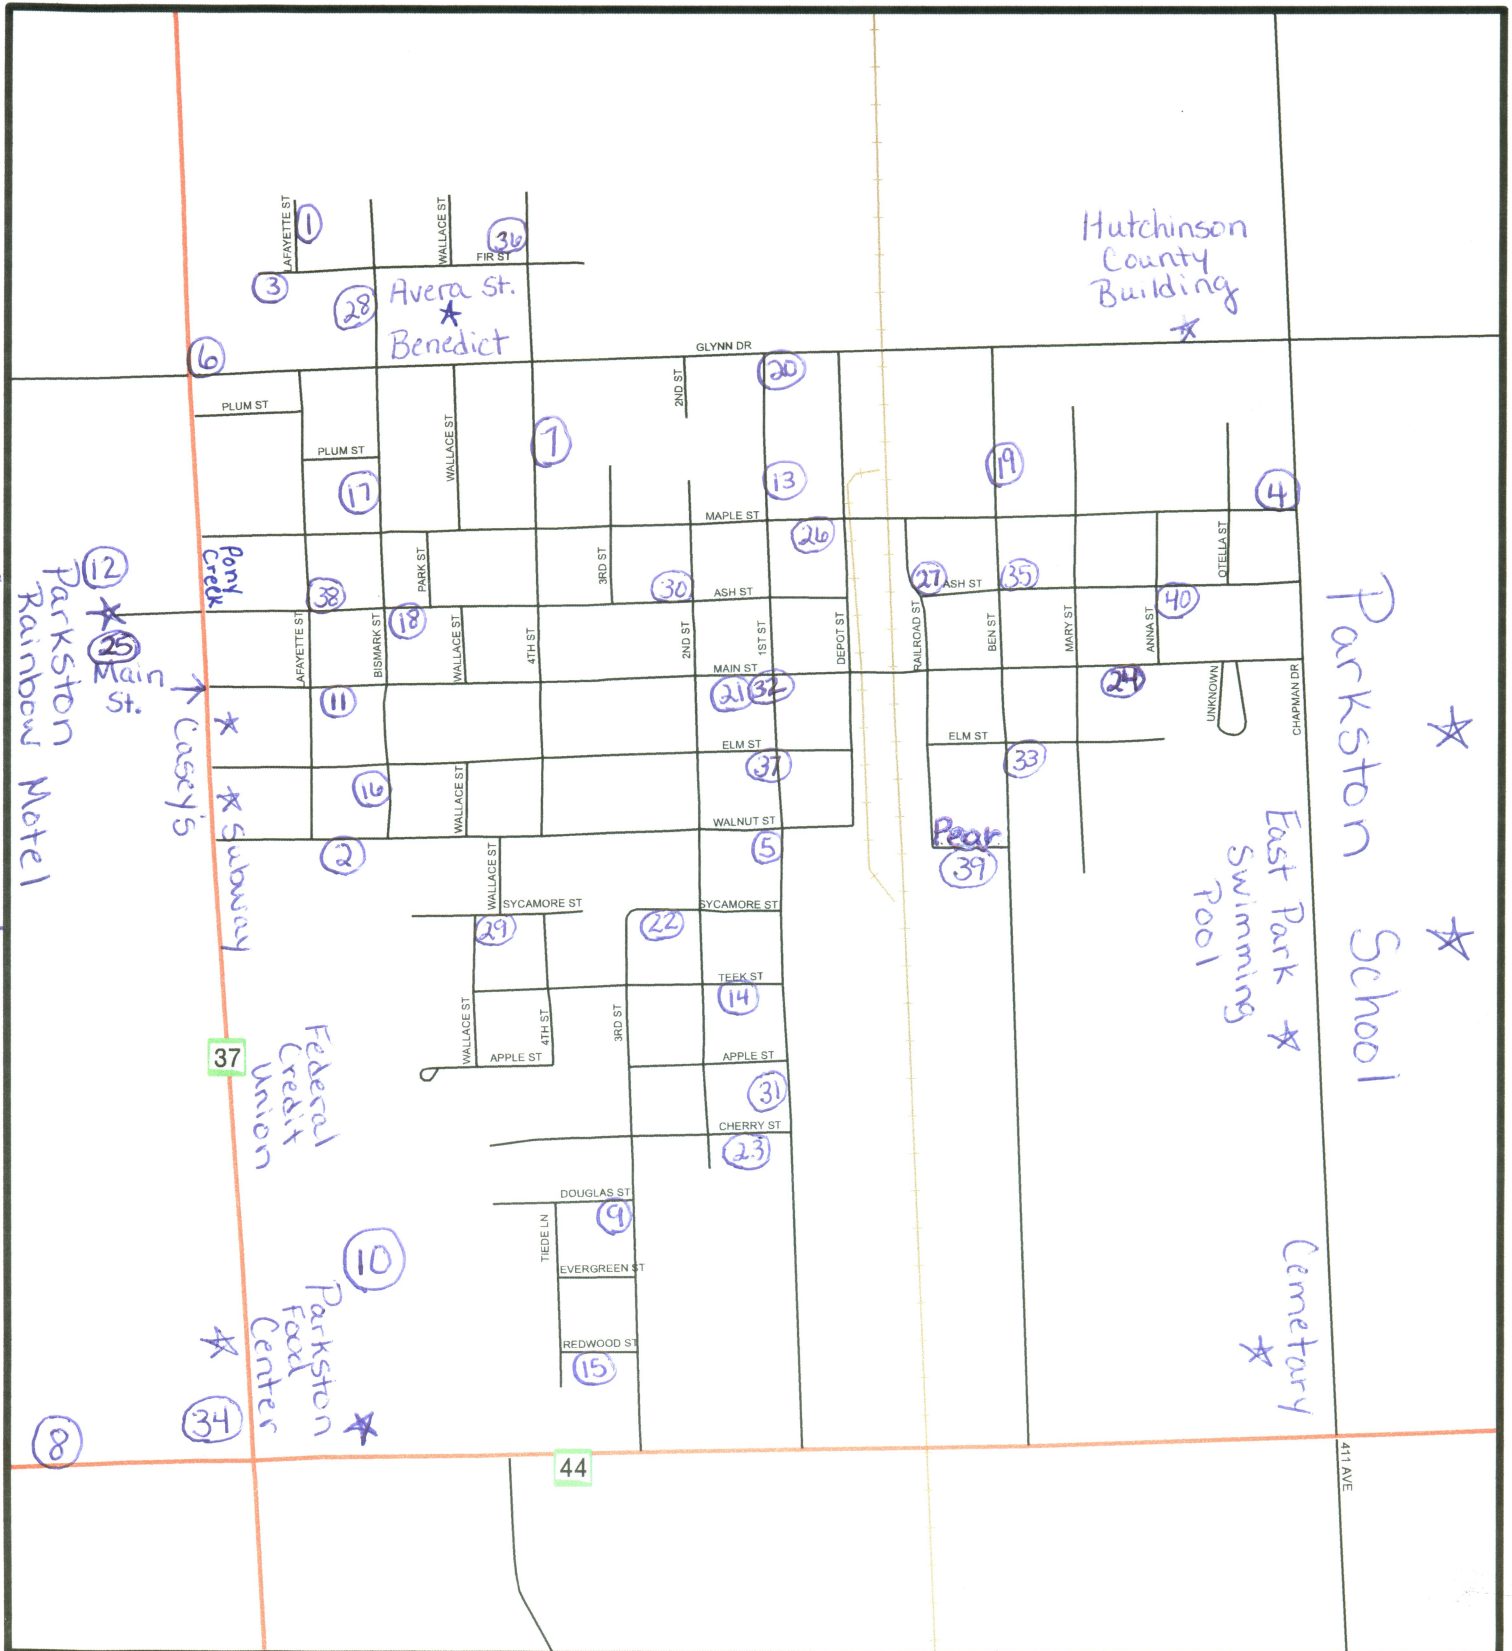 LAFAYETTE ST
1
WALLACE ST
36
FIR ST
3
28
Avera St.
Benedict
Hutchinson
County
Building
6
GLYNN DR
20
2ND ST
PLUM ST
7
PLUM ST
17
WALLACE ST
13
19
4
MAPLE ST
26
12
Pony
Creek
PARK ST
3RD ST
30
ASH ST
27
ASH ST
35
40
OTELLA ST
38
18
Parkston
Rainbow Motel
25
Main
St.
LAFAYETTE ST
BISMARK ST
WALLACE ST
4TH ST
2ND ST
1ST ST
DEPOT ST
RAILROAD ST
BEN ST
MARY ST
ANNA ST
MAIN ST
11
21
32
24
UNKNOWN
CHAPMAN DR
Parkston School
Casey's
ELM ST
37
ELM ST
33
16
WALLACE ST
Subway
WALNUT ST
2
5
Pear
39
East Park
Swimming
Pool
WALLACE ST
SYCAMORE ST
29
22
SYCAMORE ST
TEEK ST
14
WALLACE ST
4TH ST
3RD ST
37
APPLE ST
APPLE ST
31
Federal
Credit
Union
CHERRY ST
23
DOUGLAS ST
9
TIEDE LN
10
EVERGREEN ST
Parkston
Food
Center
REDWOOD ST
15
Cemetary
34
8
44
411 AVE